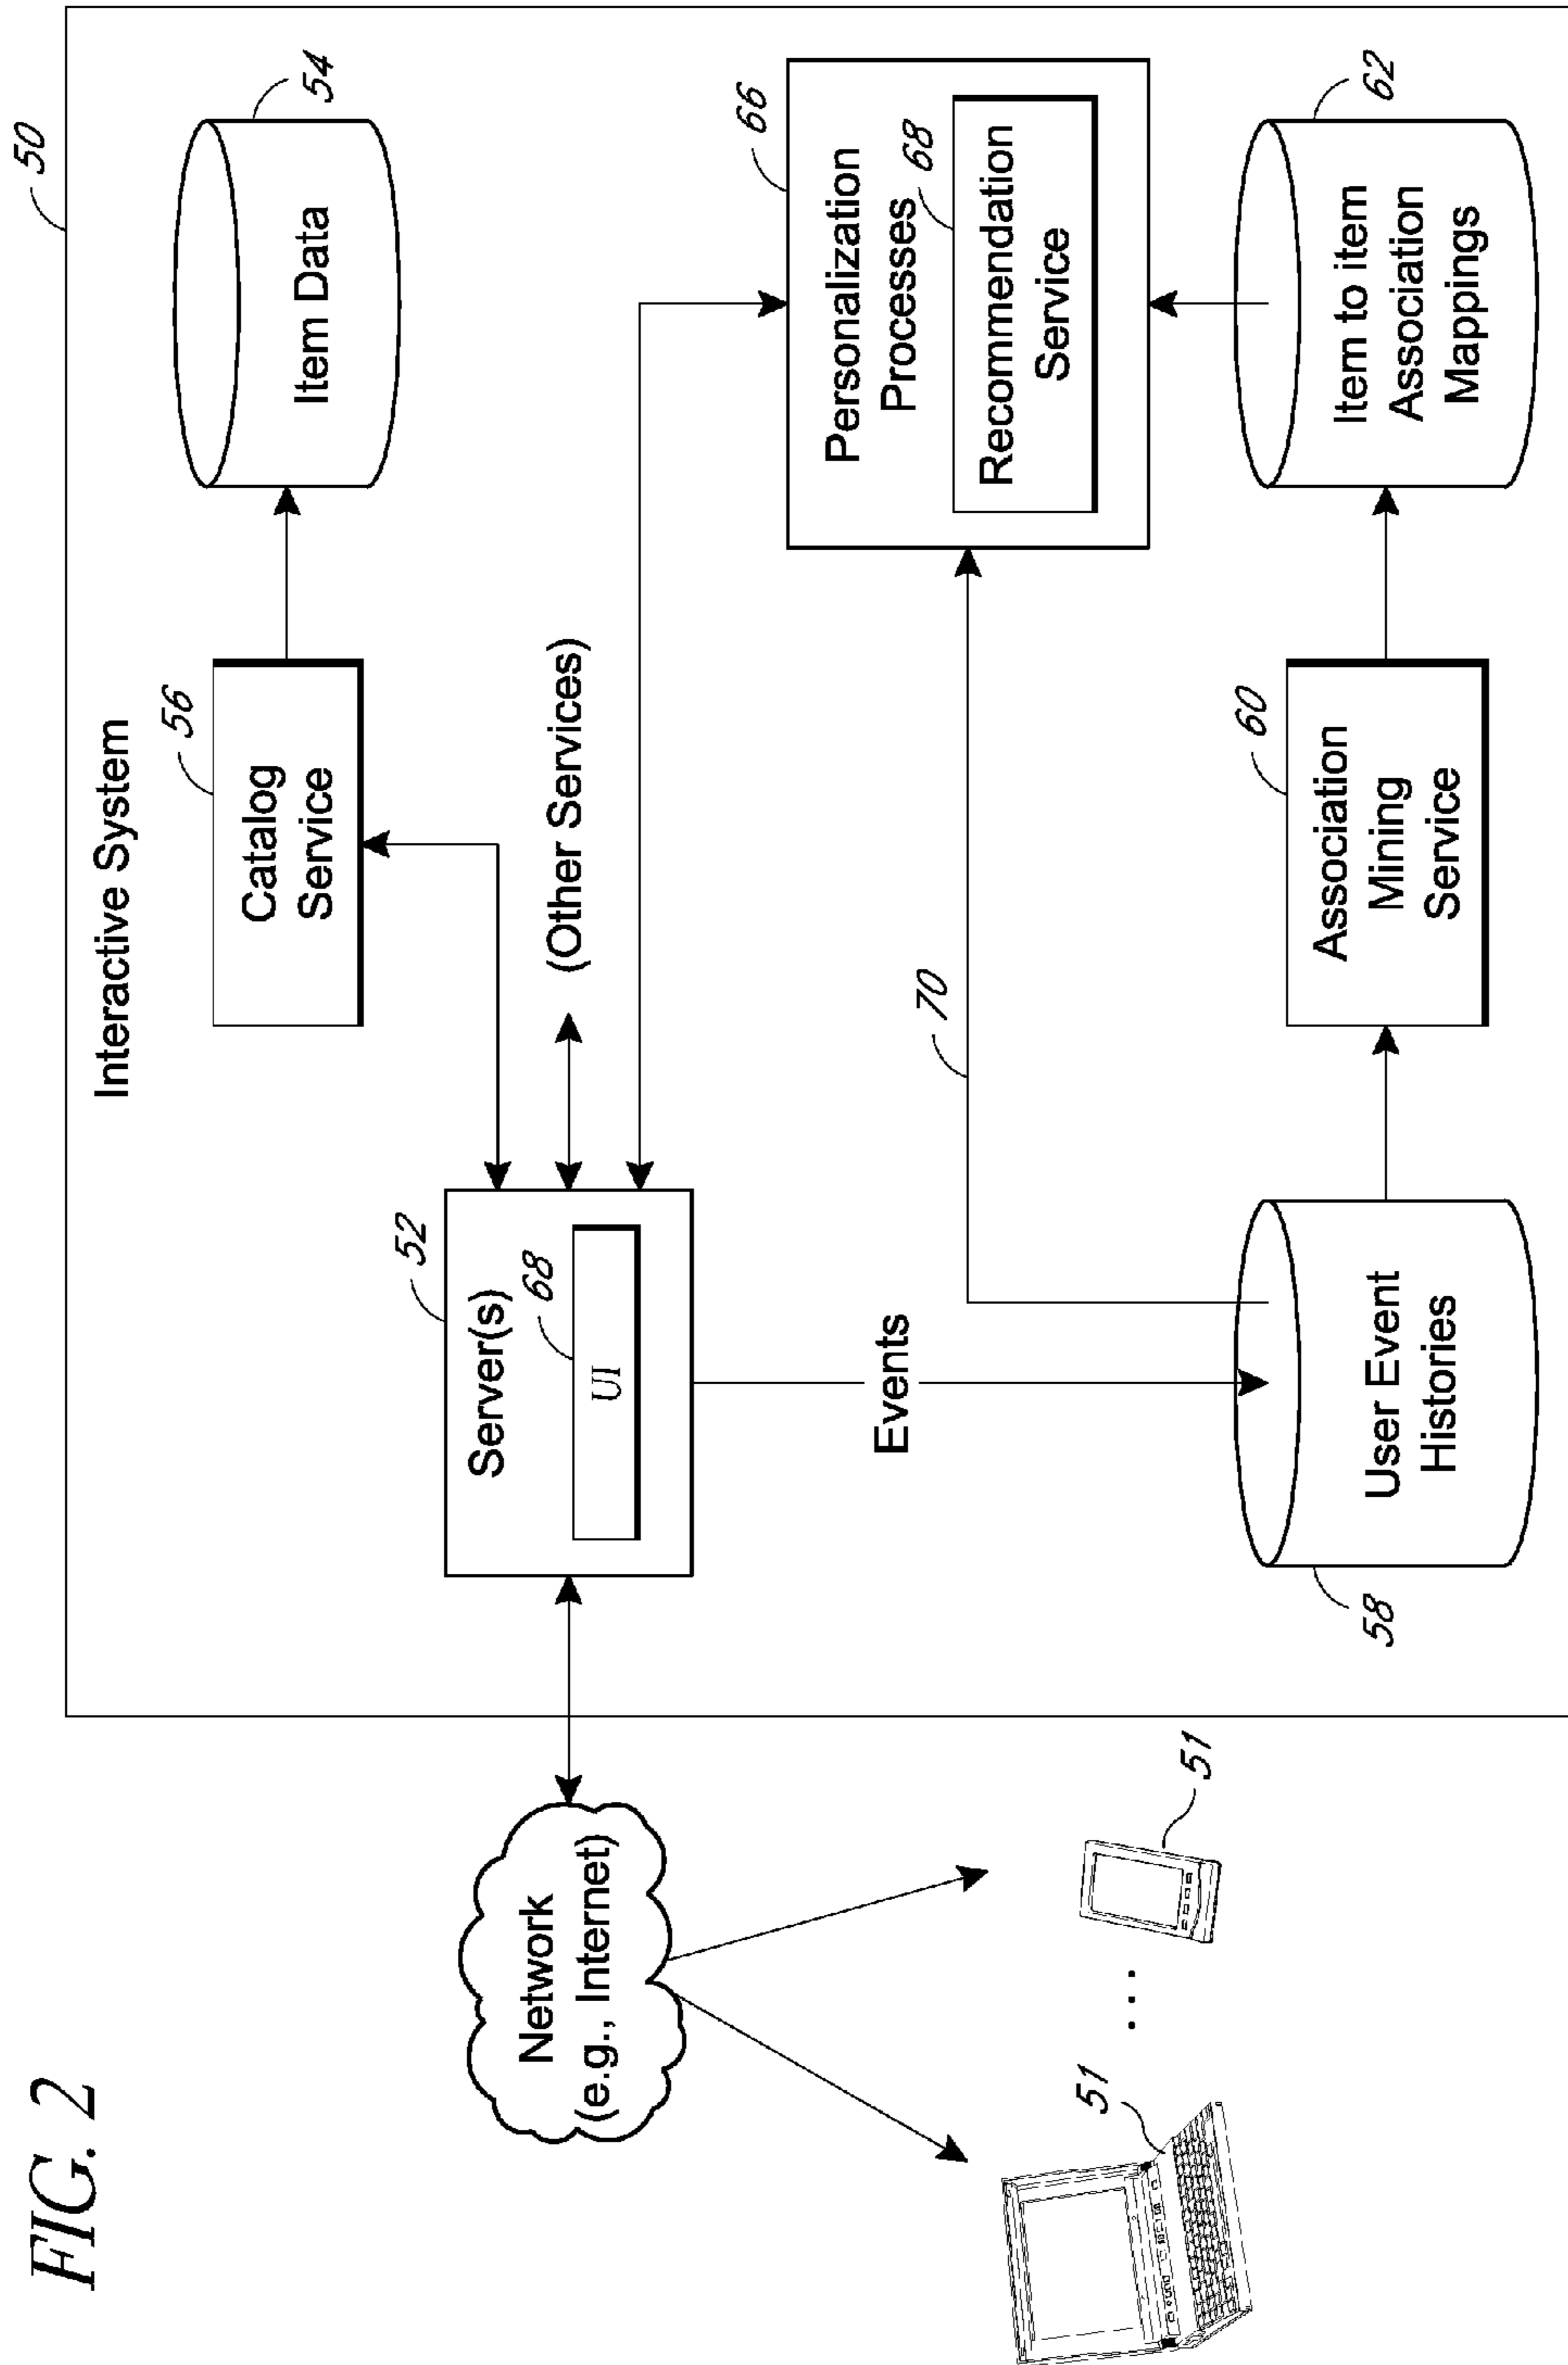 FIG. 2
50
Interactive System
56
54
Catalog
Service
Item Data
52
Server(s)
68
UI
(Other Services)
Network
(e.g., Internet)
66
Personalization
Processes
68
Recommendation
Service
Events
70
51
51
...
58
User Event
Histories
60
Association
Mining
Service
62
Item to item
Association
Mappings